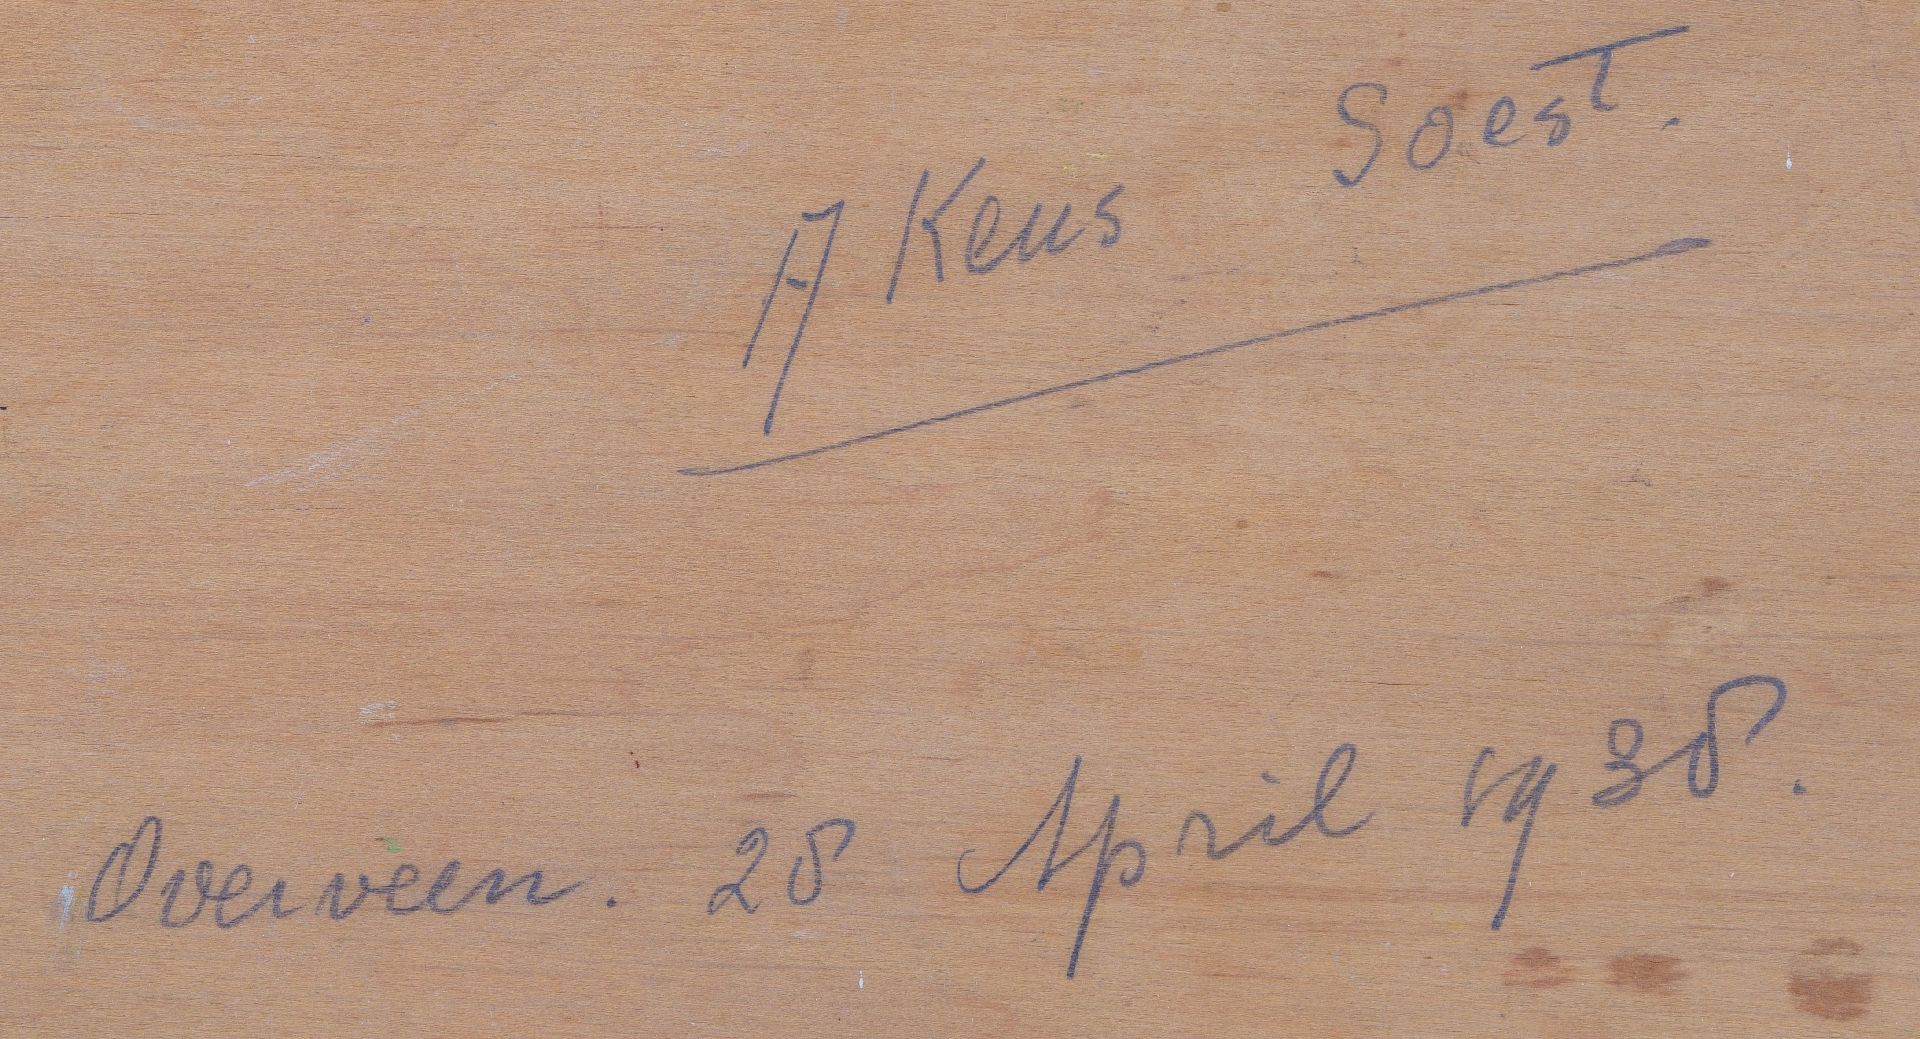 A Keus Soest.
Overveen. 28 April 1938.